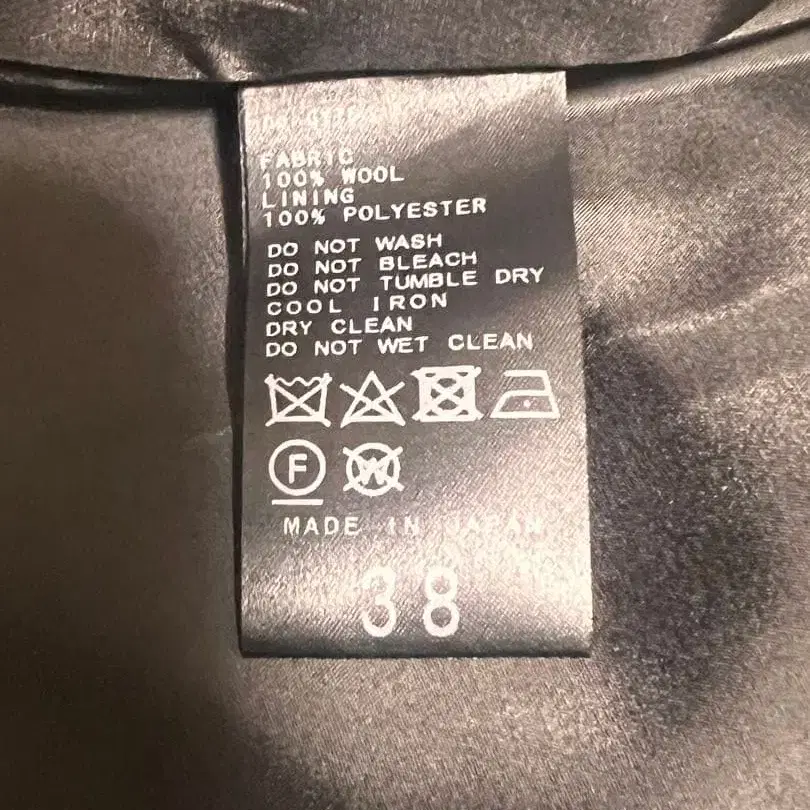 FABRIC
100% WOOL
LINING
100% POLYESTER
DO NOT WASH
DO NOT BLEACH
DO NOT TUMBLE DRY
COOL IRON
DRY CLEAN
DO NOT WET CLEAN
F W
MADE IN JAPAN
38